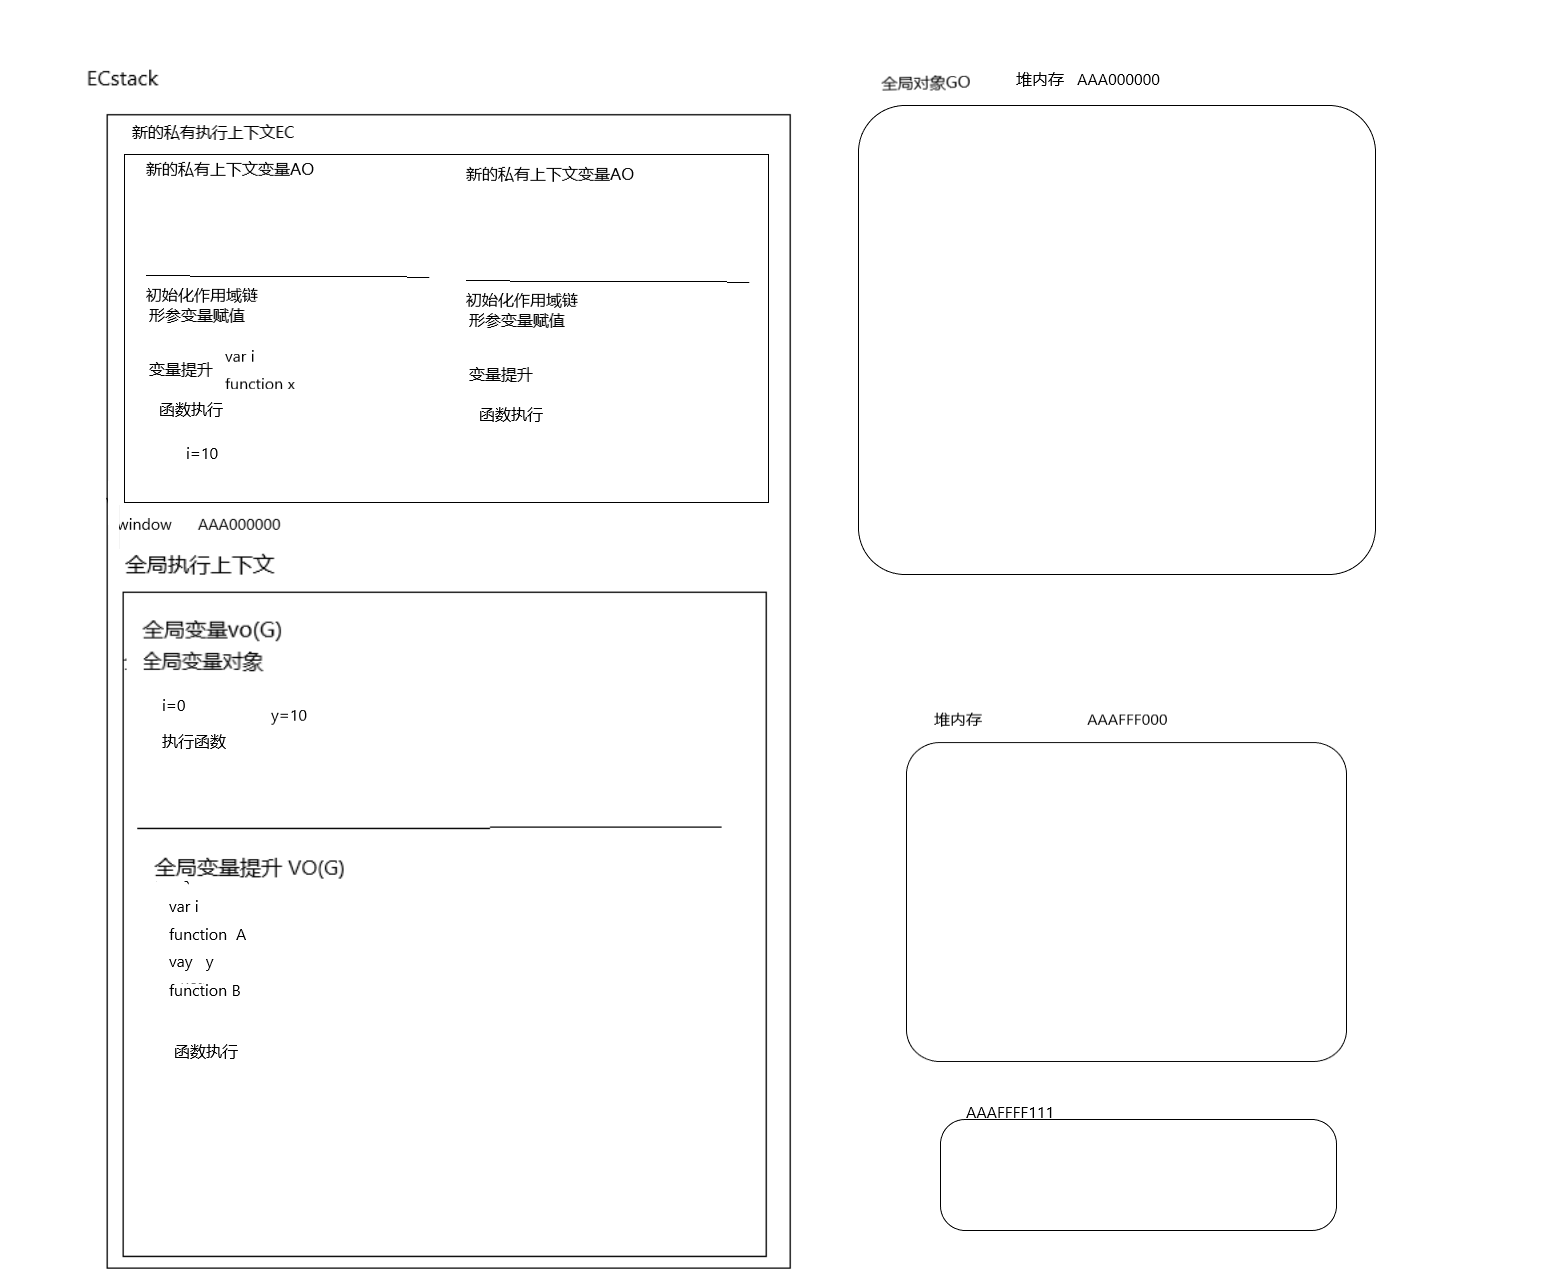 ECstack
新的私有执行上下文EC
新的私有上下文变量AO
初始化作用域链
形参变量赋值
变量提升
var i
function x
函数执行
i=10
新的私有上下文变量AO
初始化作用域链
形参变量赋值
变量提升
函数执行
window AAA000000
全局执行上下文
全局变量vo(G)
全局变量对象
i=0
y=10
执行函数
全局变量提升 VO(G)
var i
function A
vay y
function B
函数执行
全局对象GO
堆内存 AAA000000
堆内存 AAAFFF000
AAAFFFF111